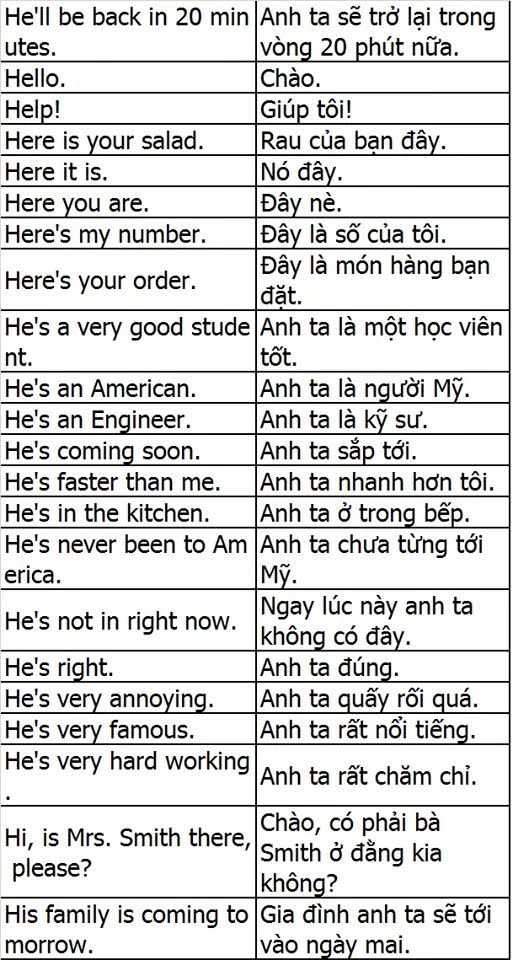 He'll be back in 20 min
utes.
Anh ta sẽ trở lại trong
vòng 20 phút nữa.
Hello.
Chào.
Help!
Giúp tôi!
Here is your salad.
Rau của bạn đây.
Here it is.
Nó đây.
Here you are.
Đây nè.
Here's my number.
Đây là số của tôi.
Here's your order.
Đây là món hàng bạn
đặt.
He's a very good stude
nt.
Anh ta là một học viên
tốt.
He's an American.
Anh ta là người Mỹ.
He's an Engineer.
Anh ta là kỹ sư.
He's coming soon.
Anh ta sắp tới.
He's faster than me.
Anh ta nhanh hơn tôi.
He's in the kitchen.
Anh ta ở trong bếp.
He's never been to Am
erica.
Anh ta chưa từng tới
Mỹ.
He's not in right now.
Ngay lúc này anh ta
không có đây.
He's right.
Anh ta đúng.
He's very annoying.
Anh ta quấy rối quá.
He's very famous.
Anh ta rất nổi tiếng.
He's very hard working
.
Anh ta rất chăm chỉ.
Hi, is Mrs. Smith there,
please?
Chào, có phải bà
Smith ở đằng kia
không?
His family is coming to
morrow.
Gia đình anh ta sẽ tới
vào ngày mai.